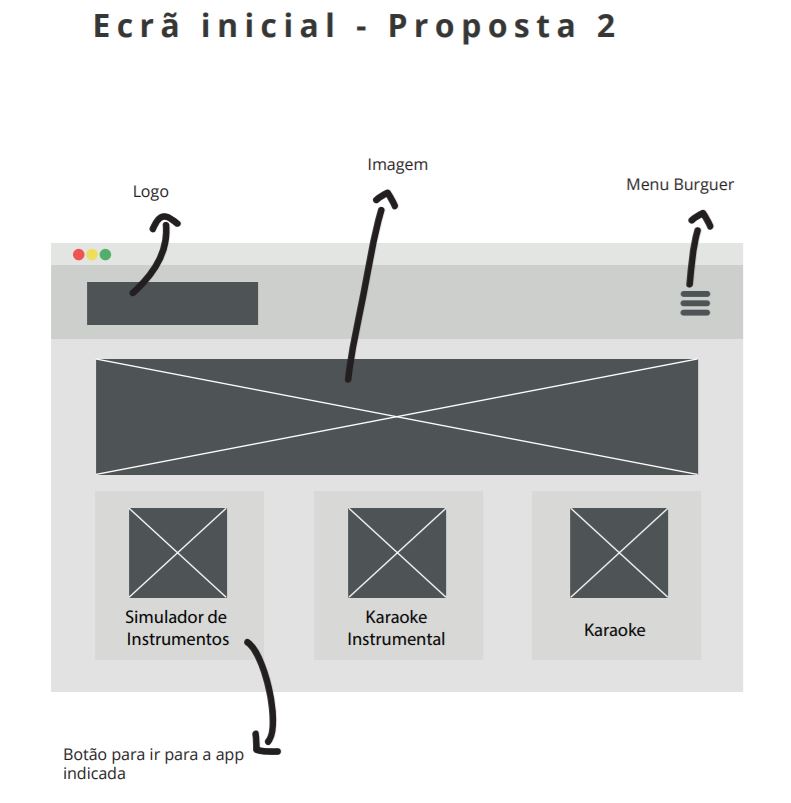 Ecrã inicial - Proposta 2
Imagem
Logo
Menu Burguer
Simulador de
Instrumentos
Karaoke
Instrumental
Karaoke
Botão para ir para a app
indicada